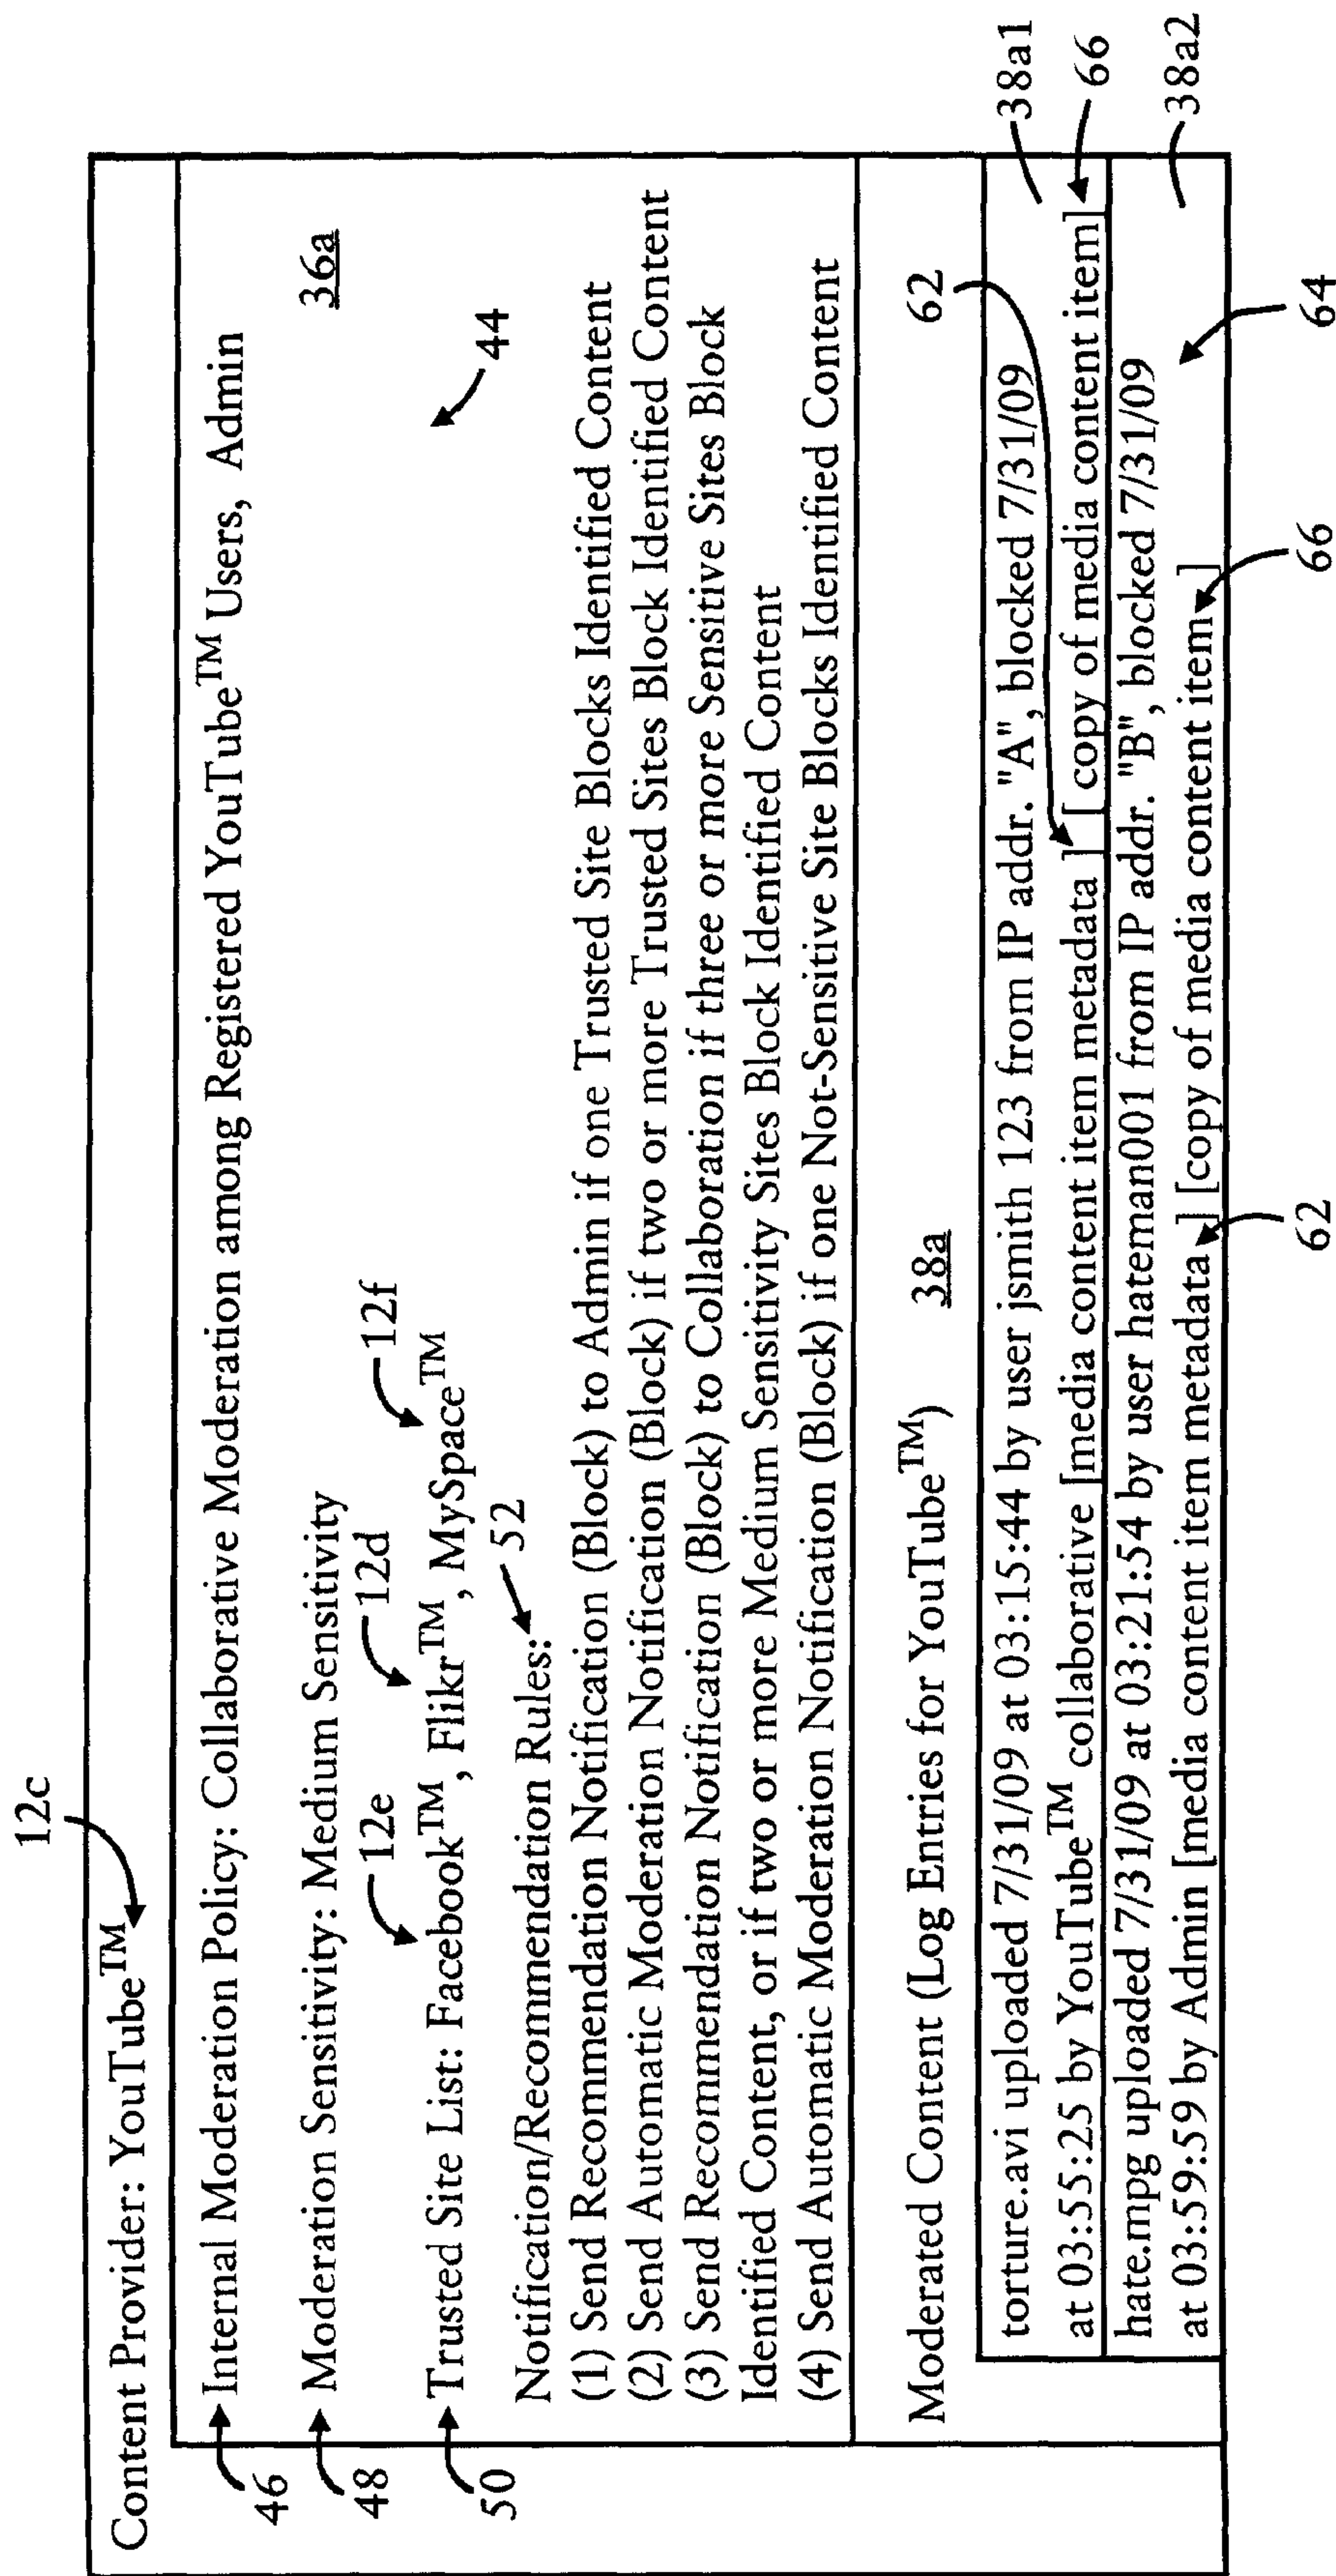 12c
Content Provider: YouTube™
46
Internal Moderation Policy: Collaborative Moderation among Registered YouTube™ Users, Admin
36a
48
Moderation Sensitivity: Medium Sensitivity
12e
12d
12f
44
50
Trusted Site List: Facebook™, Flikr™, MySpace™
52
Notification/Recommendation Rules:
(1) Send Recommendation Notification (Block) to Admin if one Trusted Site Blocks Identified Content
(2) Send Automatic Moderation Notification (Block) if two or more Trusted Sites Block Identified Content
(3) Send Recommendation Notification (Block) to Collaboration if three or more Sensitive Sites Block
Identified Content, or if two or more Medium Sensitivity Sites Block Identified Content
(4) Send Automatic Moderation Notification (Block) if one Not-Sensitive Site Blocks Identified Content
Moderated Content (Log Entries for YouTube™)
38a
62
38a1
torture.avi uploaded 7/31/09 at 03:15:44 by user jsmith 123 from IP addr. "A", blocked 7/31/09
at 03:55:25 by YouTube™ collaborative [media content item metadata ] [ copy of media content item]
66
hate.mpg uploaded 7/31/09 at 03:21:54 by user hateman001 from IP addr. "B", blocked 7/31/09
at 03:59:59 by Admin [media content item metadata ] [copy of media content item ]
38a2
62
66
64